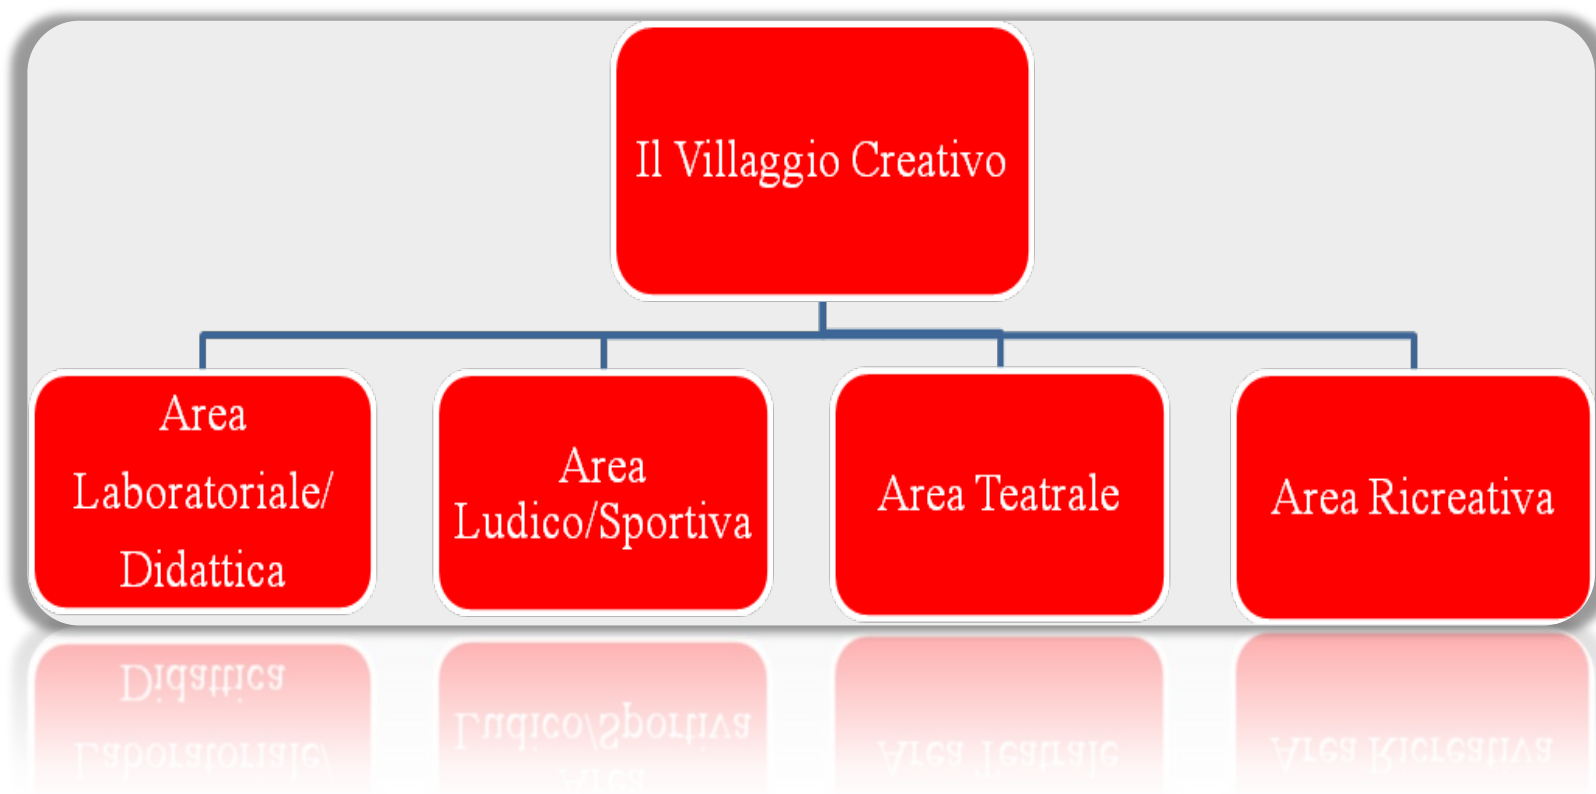 Il Villaggio Creativo
Area
Laboratoriale/
Didattica
Area
Ludico/Sportiva
Area Teatrale
Area Ricreativa